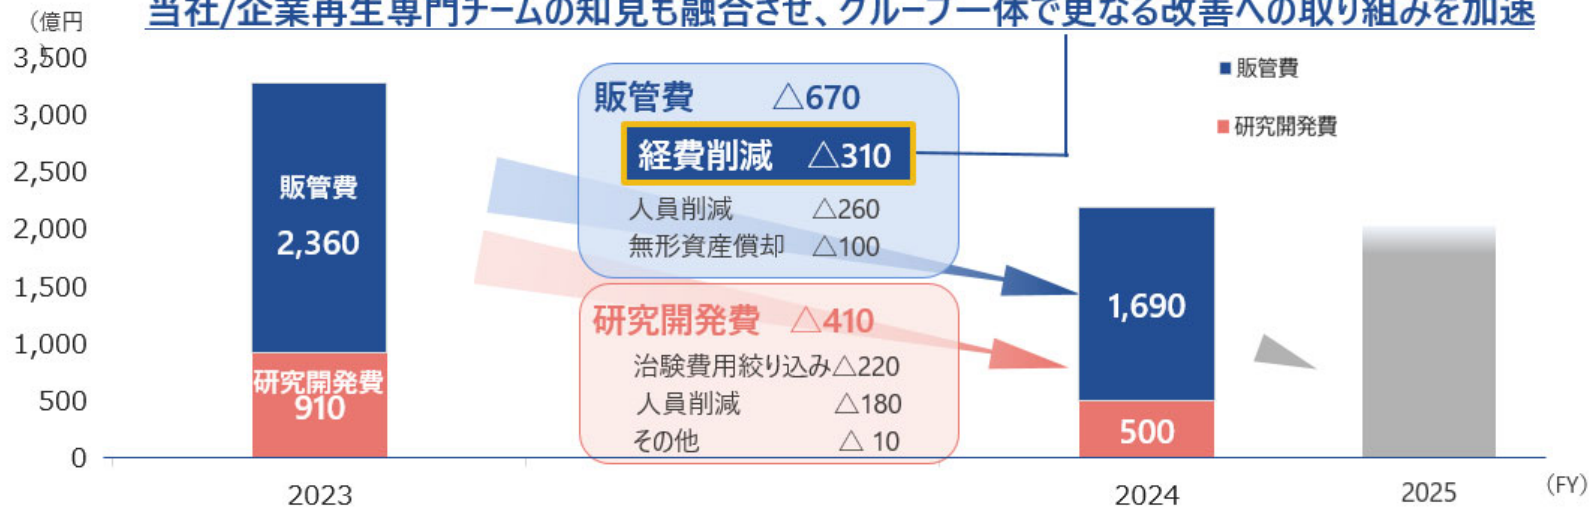 当社/企業再生専門チームの知見も融合させ、グループ一体で更なる改善への取り組みを加速
（億円
）
3,500
3,000
2,500
2,000
1,500
1,000
500
0
販管費
2,360
研究開発費
910
販管費 △670
経費削減 △310
人員削減 △260
無形資産償却 △100
研究開発費 △410
治験費用絞り込み△220
人員削減 △180
その他 △ 10
販管費
研究開発費
1,690
500
2023
2024
2025
（FY）